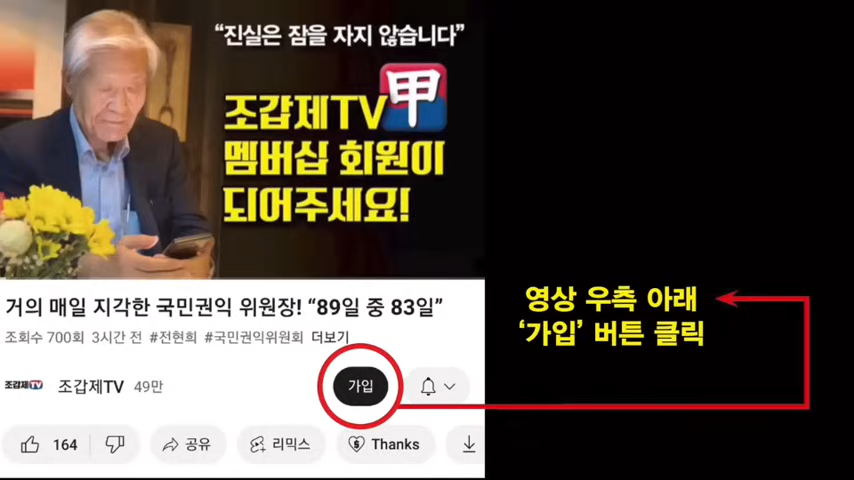 “진실은 잠을 자지 않습니다”
조갑제TV 甲
멤버십 회원이
되어주세요!
거의 매일 지각한 국민권익 위원장! “89일 중 83일”
조회수 700회 3시간 전 #전현희 #국민권익위원회 더보기
조갑제TV 조갑제TV 49만 가입
164 공유 리믹스 Thanks
영상 우측 아래
‘가입’ 버튼 클릭